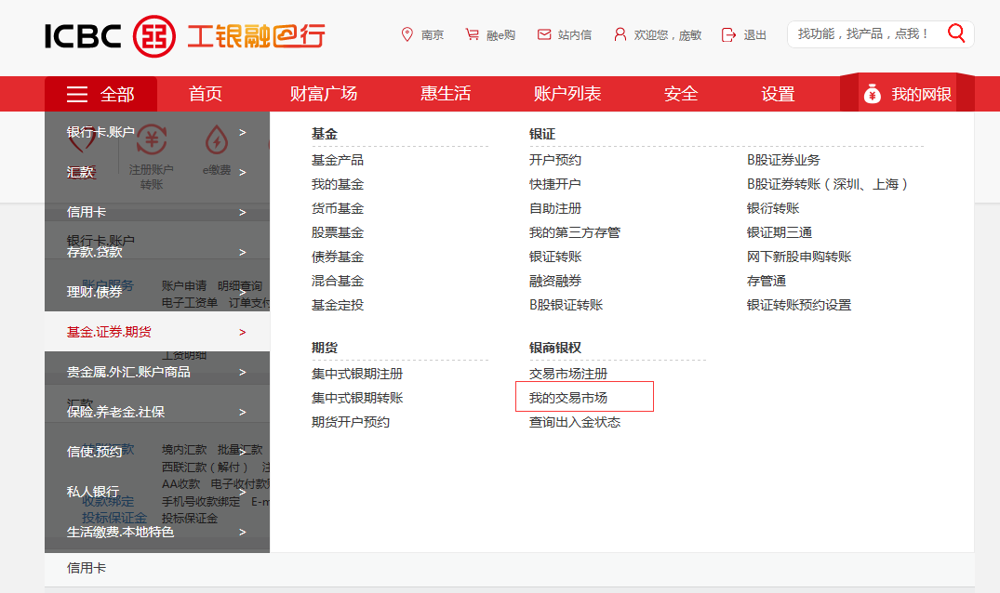 ICBC 工银融e行
南京 融e购 站内信 欢迎您，庞敏 退出
找功能，找产品，点我！
全部 首页 财富广场 惠生活 账户列表 安全 设置 我的网银
银行卡.账户 >
注册账户
转账
e缴费
汇款 >
信用卡 >
银行卡.账户
存款.贷款 >
账户服务 账户申请 明细查询
理财.债券 >
电子工资单 订单支付
基金.证券.期货 >
工资明细
贵金属.外汇.账户商品 >
汇款
保险.养老金.社保 >
境内汇款 批量汇款
信使.预约 >
西联汇款（解付） 注
AA收款 电子收付款
私人银行 >
收款绑定 手机号收款绑定 E-m
投标保证金 投标保证金
生活缴费.本地特色 >
信用卡
基金
基金产品
我的基金
货币基金
股票基金
债券基金
混合基金
基金定投
银证
开户预约
快捷开户
自助注册
我的第三方存管
银证转账
融资融券
B股银证转账
B股证券业务
B股证券转账（深圳、上海）
银衍转账
银证期三通
网下新股申购转账
存管通
银证转账预约设置
期货
集中式银期注册
集中式银期转账
期货开户预约
银商银权
交易市场注册
我的交易市场
查询出入金状态